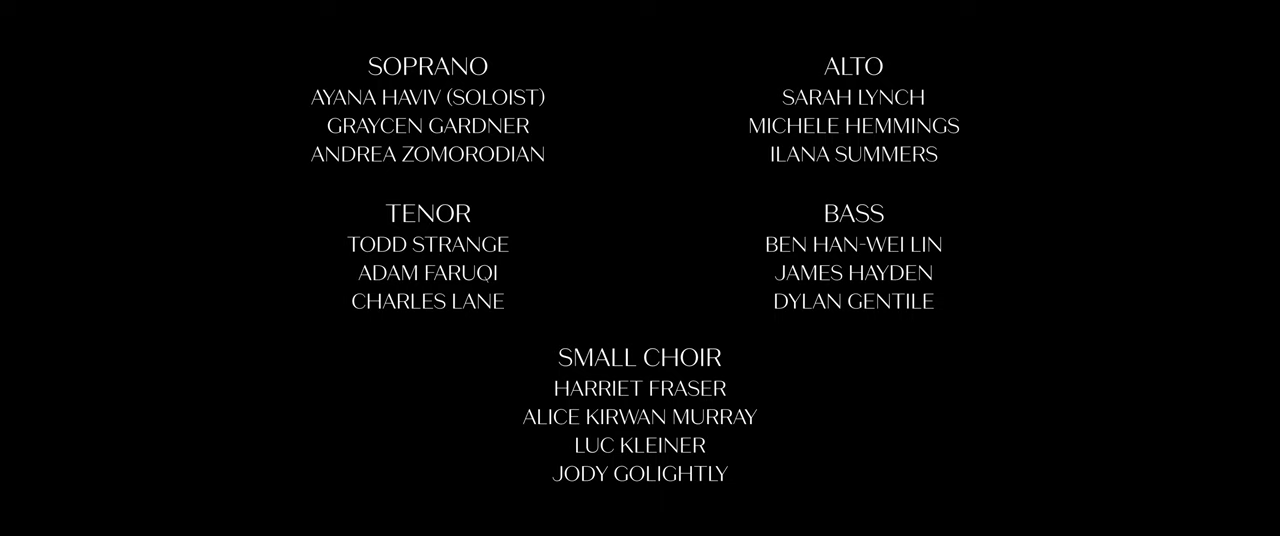 SOPRANO
AYANA HAVIV (SOLOIST)
GRAYCEN GARDNER
ANDREA ZOMORODIAN
ALTO
SARAH LYNCH
MICHELE HEMMINGS
ILANA SUMMERS
TENOR
TODD STRANGE
ADAM FARUQI
CHARLES LANE
BASS
BEN HAN-WEI LIN
JAMES HAYDEN
DYLAN GENTILE
SMALL CHOIR
HARRIET FRASER
ALICE KIRWAN MURRAY
LUC KLEINER
JODY GOLIGHTLY